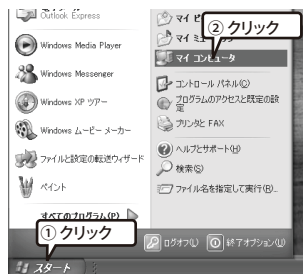 Outlook Express
Windows Media Player
Windows Messenger
Windows XP ツアー
Windows ムービー メーカー
ファイルと設定の転送ウィザード
ペイント
すべてのプログラム(P)
① クリック
スタート
マイ
② クリック
マイ
マイ コンピュータ
コントロール パネル(C)
プログラムのアクセスと既定の設
定
プリンタと FAX
ヘルプとサポート(H)
検索(S)
ファイル名を指定して実行(R)...
ログオフ(L)
終了オプション(U)